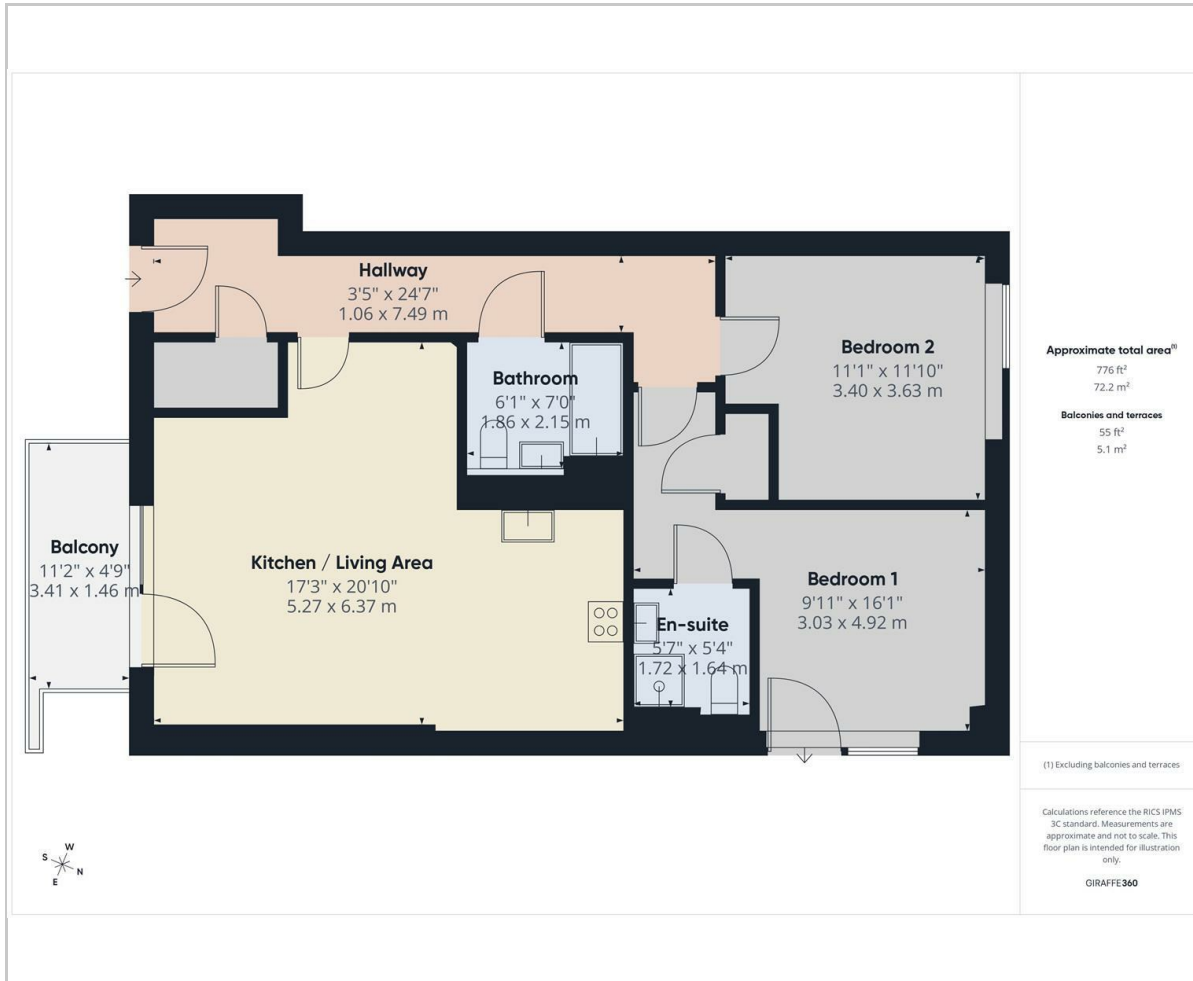 Hallway
3'5" x 24'7"
1.06 x 7.49 m
Bathroom
6'1" x 7'0"
1.86 x 2.15 m
Bedroom 2
11'1" x 11'10"
3.40 x 3.63 m
Balcony
11'2" x 4'9"
3.41 x 1.46 m
Kitchen / Living Area
17'3" x 20'10"
5.27 x 6.37 m
En-suite
5'7" x 5'4"
1.72 x 1.64 m
Bedroom 1
9'11" x 16'1"
3.03 x 4.92 m
W
S
N
E
Approximate total area⁽¹⁾
776 ft²
72.2 m²
Balconies and terraces
55 ft²
5.1 m²
(1) Excluding balconies and terraces
Calculations reference the RICS IPMS
3C standard. Measurements are
approximate and not to scale. This
floor plan is intended for illustration
only.
GIRAFFE360